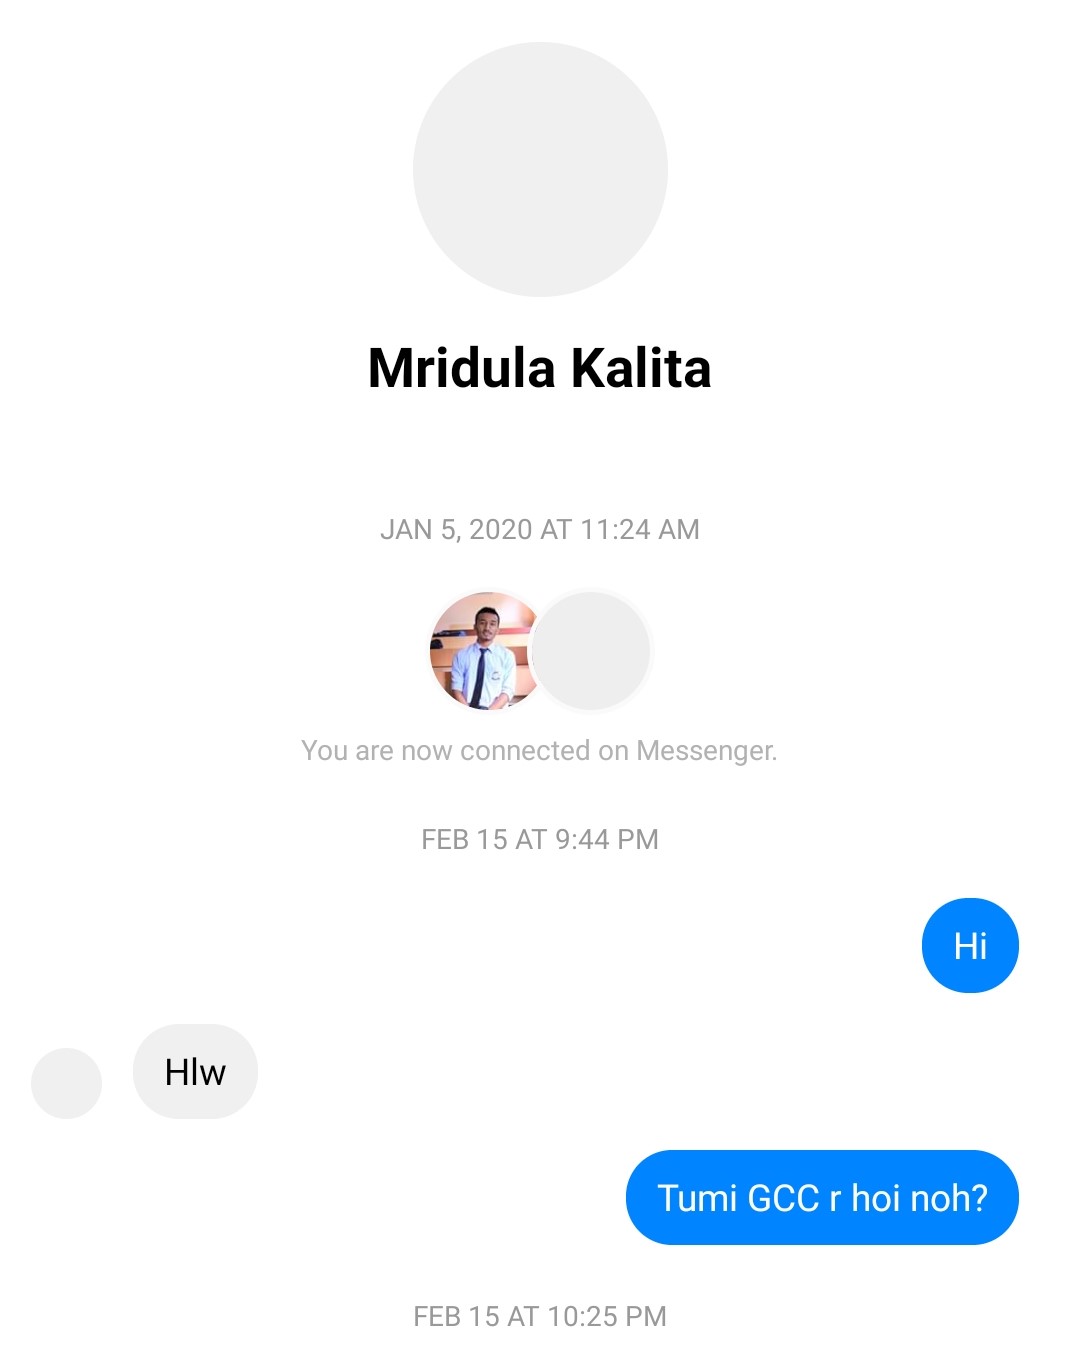 Mridula Kalita
JAN 5, 2020 AT 11:24 AM
You are now connected on Messenger.
FEB 15 AT 9:44 PM
Hi
Hlw
Tumi GCC r hoi noh?
FEB 15 AT 10:25 PM